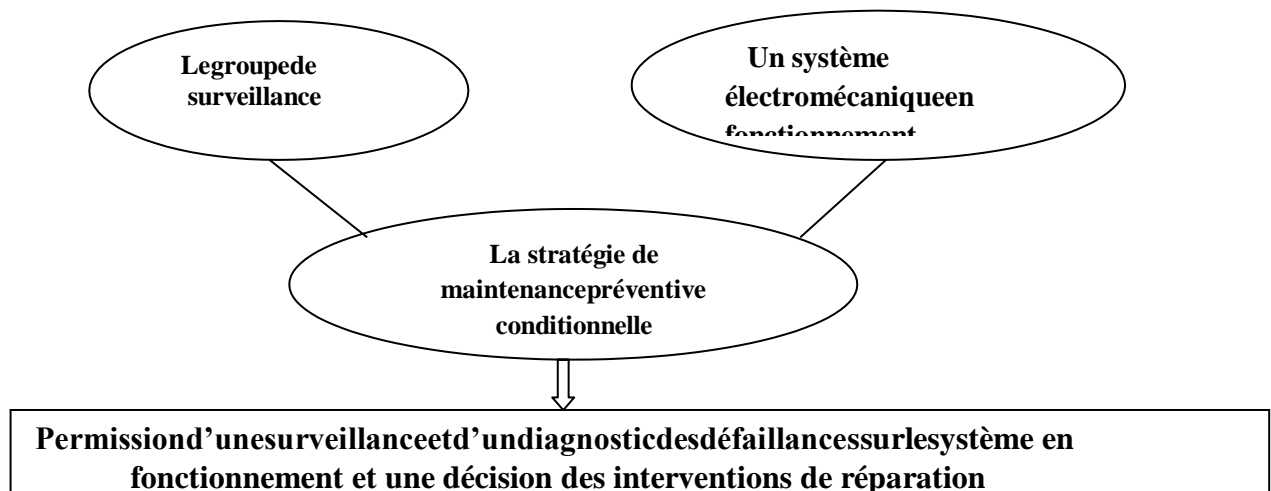 Legroupede
surveillance
Un système
électromécaniqueen
fonctionnement
La stratégie de
maintenancepréventive
conditionnelle
Permissiond’unesurveillanceetd’undiagnosticdesdéfaillancessurlesystème en
fonctionnement et une décision des interventions de réparation